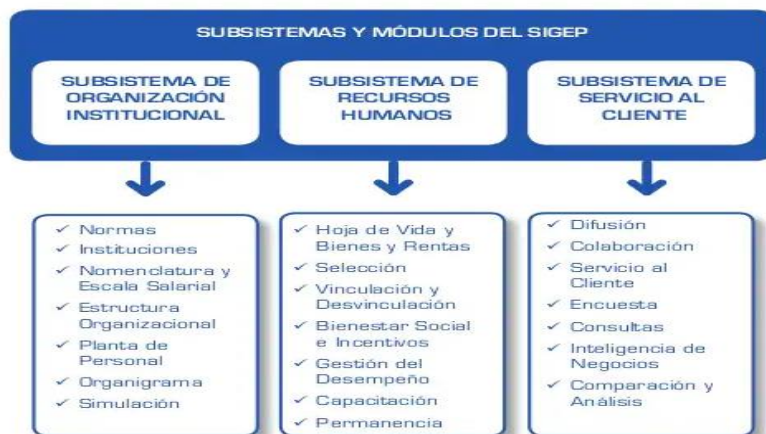 SUBSISTEMAS Y MÓDULOS DEL SIGEP
SUBSISTEMA DE
ORGANIZACIÓN
INSTITUCIONAL
SUBSISTEMA DE
RECURSOS
HUMANOS
SUBSISTEMA DE
SERVICIO AL
CLIENTE
Normas
Instituciones
Nomenclatura y
Escala Salarial
Estructura
Organizacional
Planta de
Personal
Organigrama
Simulación
Hoja de Vida y
Bienes y Rentas
Selección
Vinculación y
Desvinculación
Bienestar Social
e Incentivos
Gestión del
Desempeño
Capacitación
Permanencia
Difusión
Colaboración
Servicio al
Cliente
Encuesta
Consultas
Inteligencia de
Negocios
Comparación y
Análisis